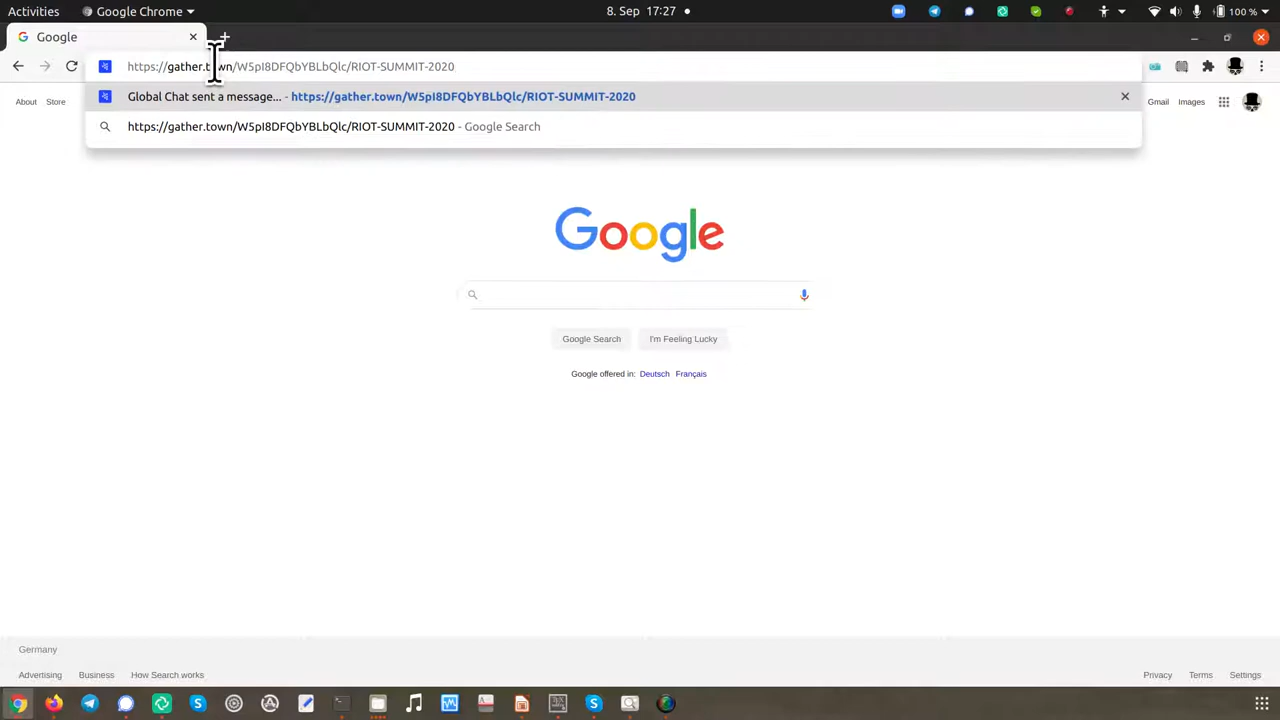 Activities Google Chrome 8. Sep 17:27 100 %
Google
https://gather.town/W5pI8DFQbYBLbQlc/RIOT-SUMMIT-2020
Global Chat sent a message... - https://gather.town/W5pI8DFQbYBLbQlc/RIOT-SUMMIT-2020
About Store Gmail Images
https://gather.town/W5pI8DFQbYBLbQlc/RIOT-SUMMIT-2020 - Google Search
Google
Google Search I'm Feeling Lucky
Google offered in: Deutsch Français
Germany
Advertising Business How Search works Privacy Terms Settings